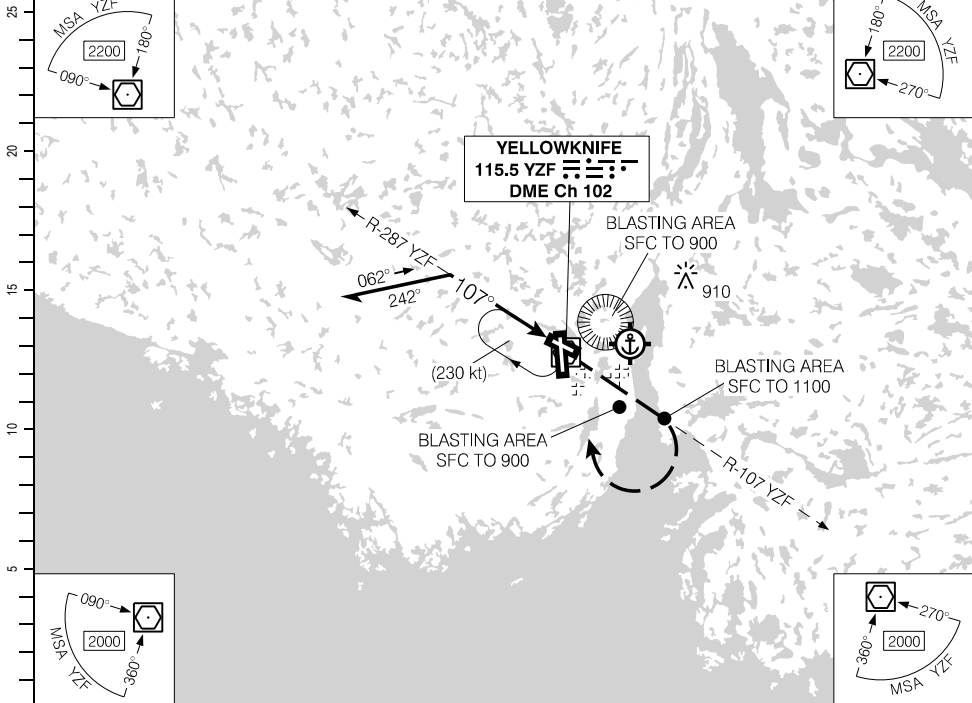 25
MSA YZF
2200
180°
090°
MSA YZF
180°
2200
270°
20
YELLOWKNIFE
115.5 YZF
DME Ch 102
BLASTING AREA
SFC TO 900
R-287 YZF
062°
242°
107°
15
910
(230 kt)
BLASTING AREA
SFC TO 1100
10
BLASTING AREA
SFC TO 900
R-107 YZF
5
090°
2000
MSA YZF
360°
270°
2000
360°
MSA YZF